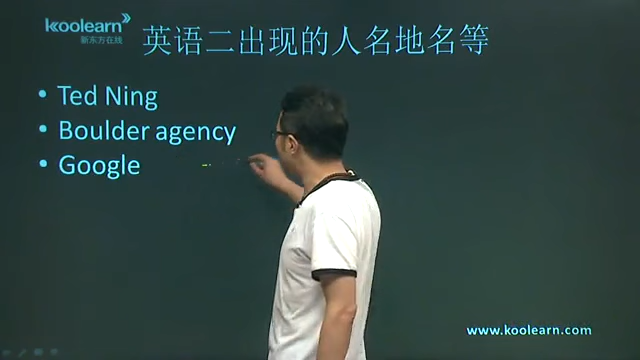 koolearn
新东方在线
英语二出现的人名地名等
• Ted Ning
• Boulder agency
• Google
www.koolearn.com